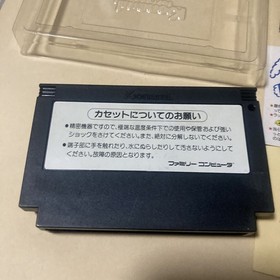 カセットについてのお願い
●精密機器ですので、極端な温度条件下での使用や保管および強い
ショックをさけてください。また、絶対に分解しないでください。
●端子部に手を触れたり、水にぬらしたりして汚さないようにして
ください。故障の原因となります。
ファミリーコンピュータ